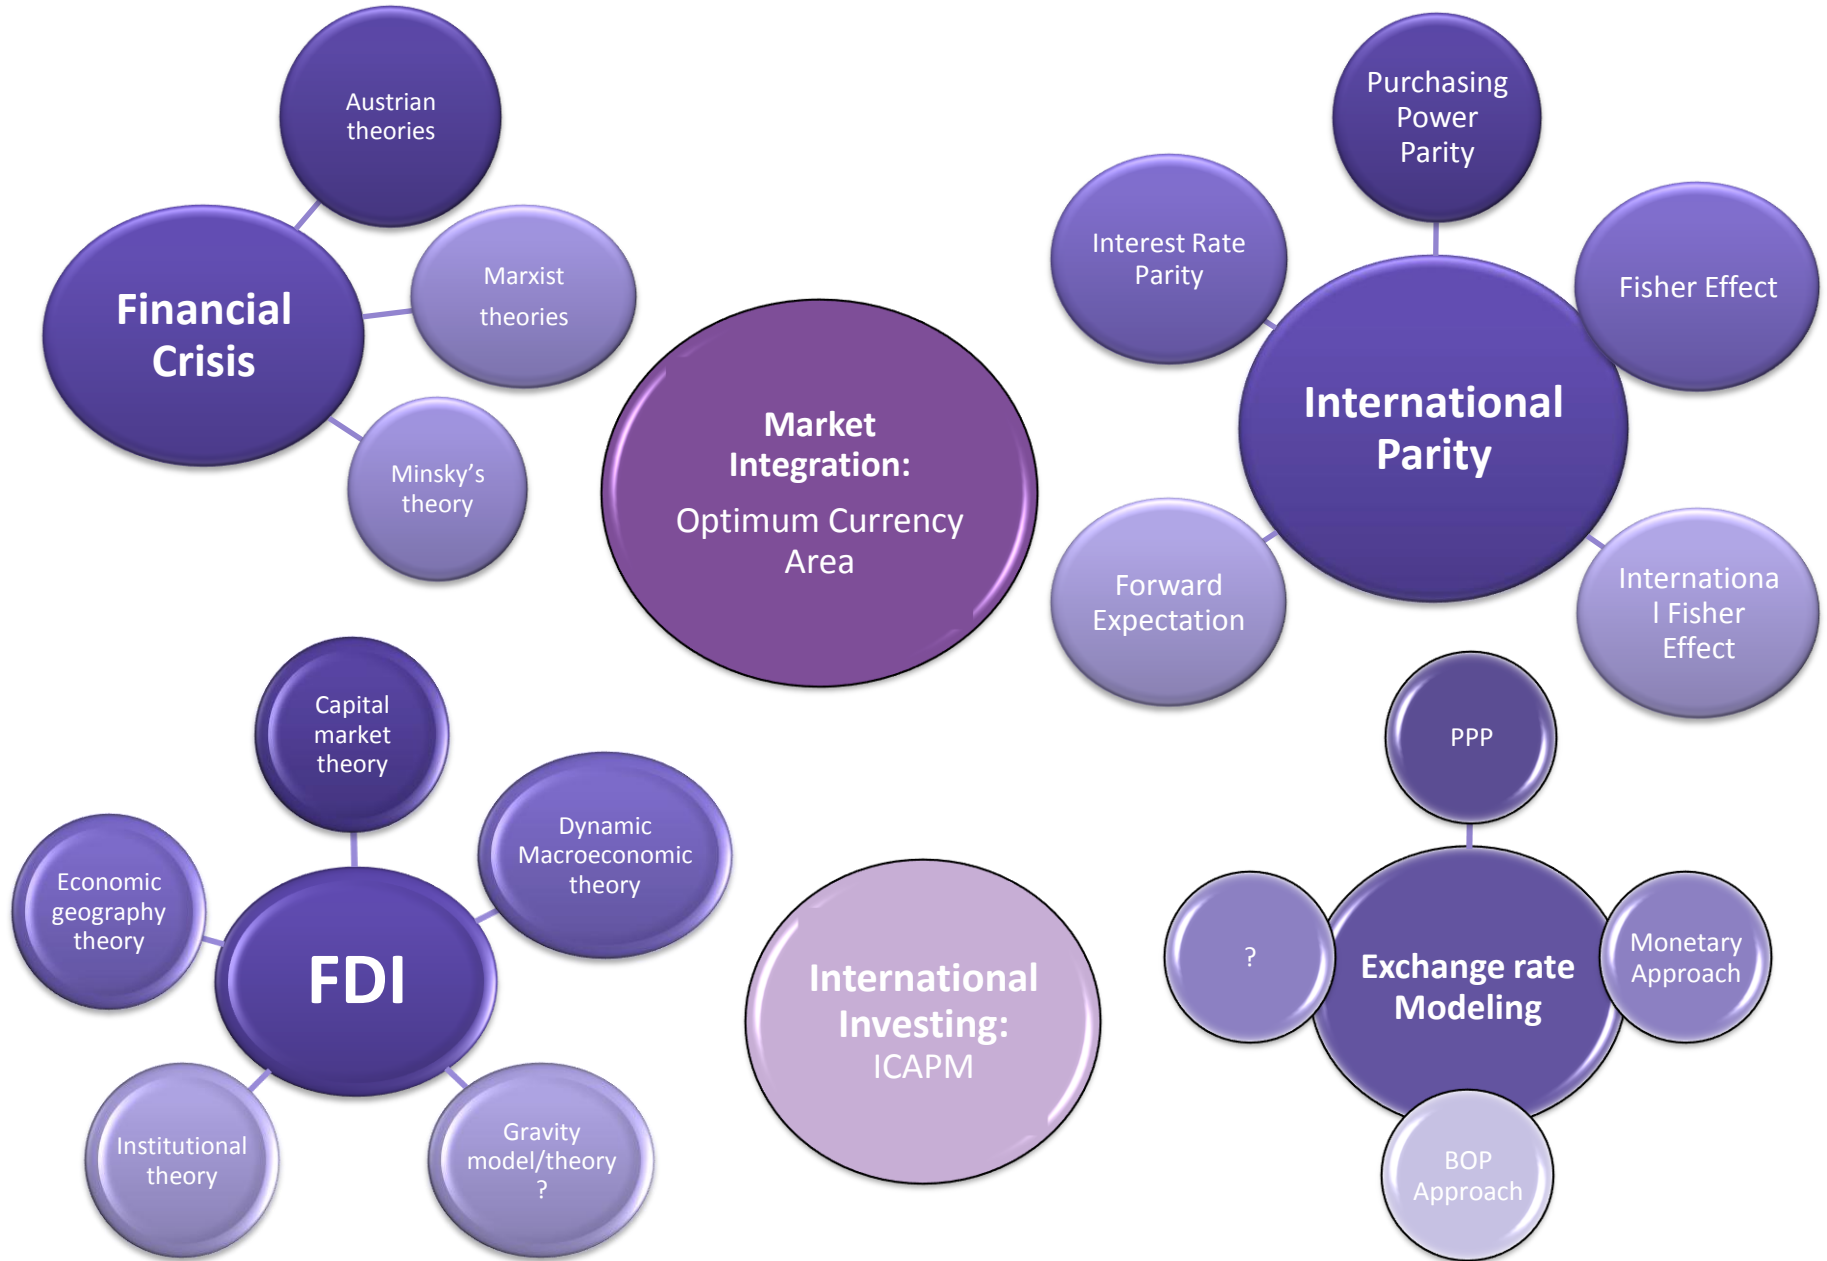 Austrian
theories
Financial
Crisis
Marxist
theories
Minsky's
theory
Market
Integration:
Optimum Currency
Area
Purchasing
Power
Parity
Interest Rate
Parity
Fisher Effect
International
Parity
Forward
Expectation
Internationa
l Fisher
Effect
Capital
market
theory
Dynamic
Macroeconomic
theory
Economic
geography
theory
FDI
Institutional
theory
Gravity
model/theory
?
International
Investing:
ICAPM
PPP
?
Exchange rate
Modeling
Monetary
Approach
BOP
Approach